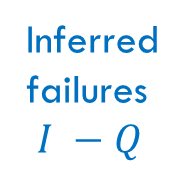 Inferred
failures
I − Q